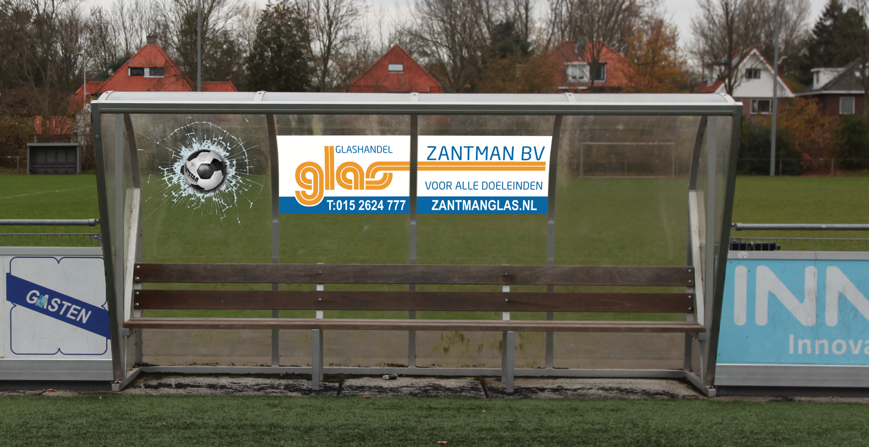 GLASHANDEL
glas
T:015 2624 777
ZANTMAN BV
VOOR ALLE DOELEINDEN
ZANTMANGLAS.NL
GASTEN
INN
Innova